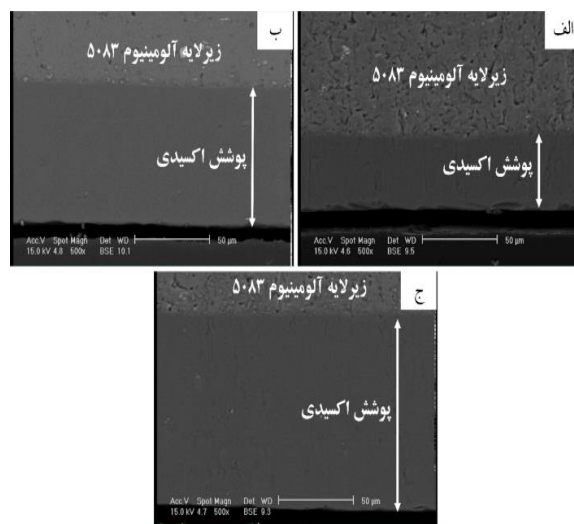 الف
زیرلایه آلومینیوم ۵۰۸۳
پوشش اکسیدی
Acc.V Spot Magn Det WD 50 µm
15.0 kV 4.6 500x BSE 9.5
ب
زیرلایه آلومینیوم ۵۰۸۳
پوشش اکسیدی
Acc.V Spot Magn Det WD 50 µm
15.0 kV 4.8 500x BSE 10.1
ج
زیرلایه آلومینیوم ۵۰۸۳
پوشش اکسیدی
Acc.V Spot Magn Det WD 50 µm
15.0 kV 4.7 500x BSE 9.3